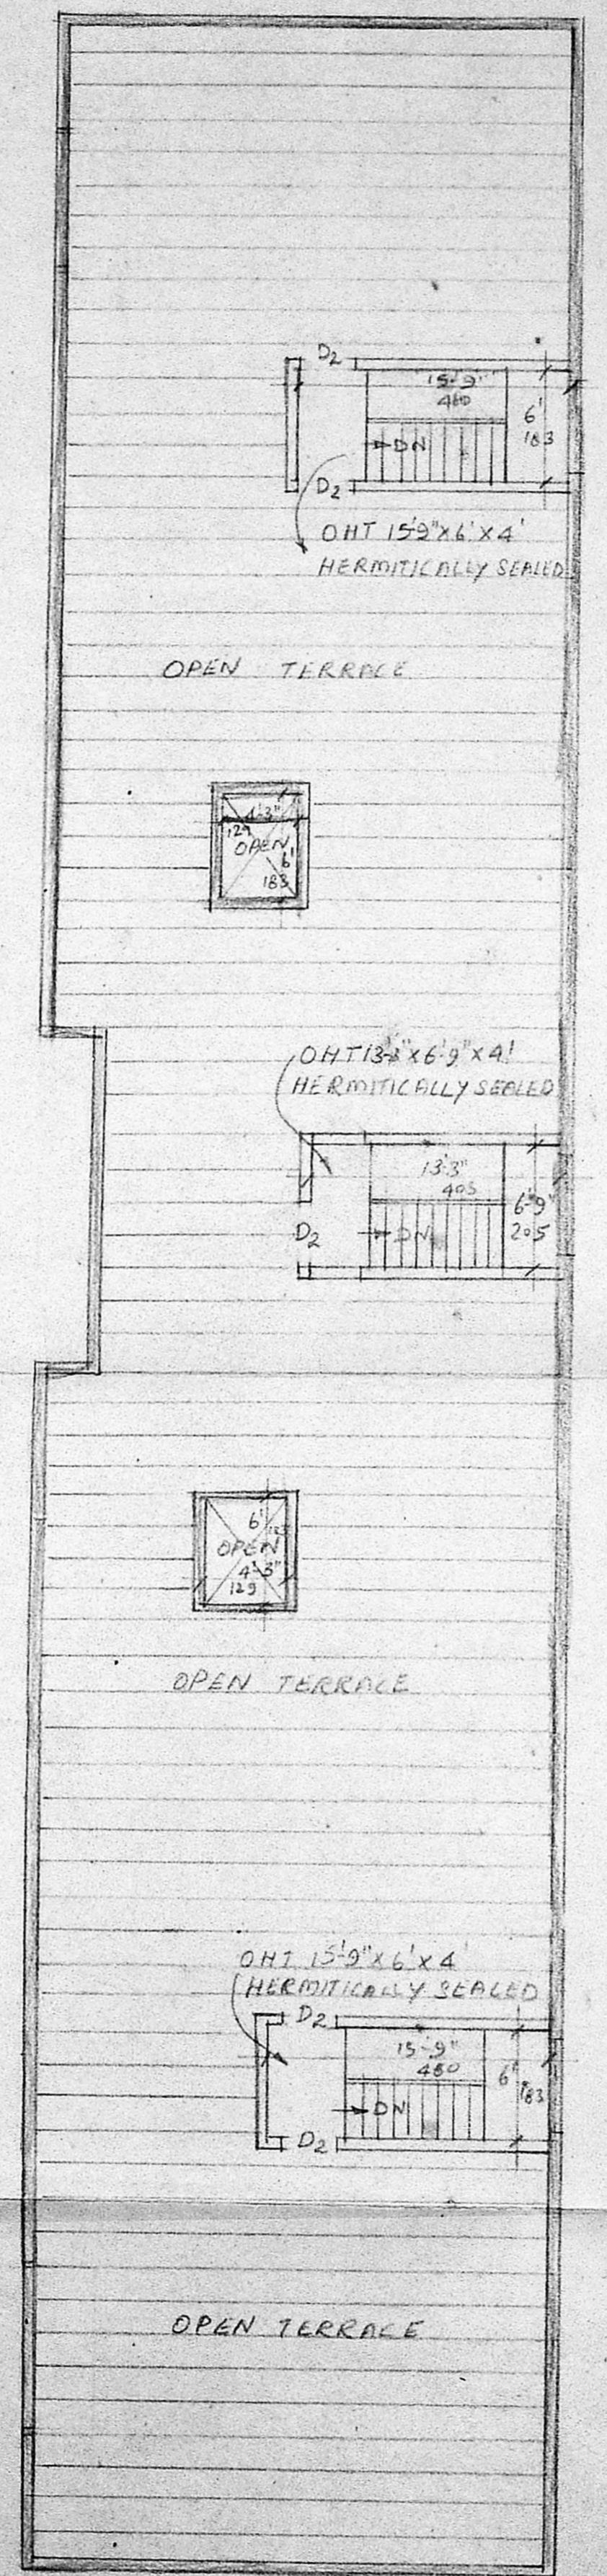 D2
15'-9"
460
6'
183
DN
D2
OHT 15'9"x6'x4'
HERMITICALLY SEALED
OPEN TERRACE
4'-3"
129
OPEN
6'
183
OHT 13'-3"x6'-9"x4'
HERMITICALLY SEALED
13'-3"
405
6'-9"
205
D2
DN
6'
OPEN
4'-3"
129
OPEN TERRACE
OHT 15'-9"x6'x4'
HERMITICALLY SEALED
D2
15'-9"
480
6'
183
DN
D2
OPEN TERRACE